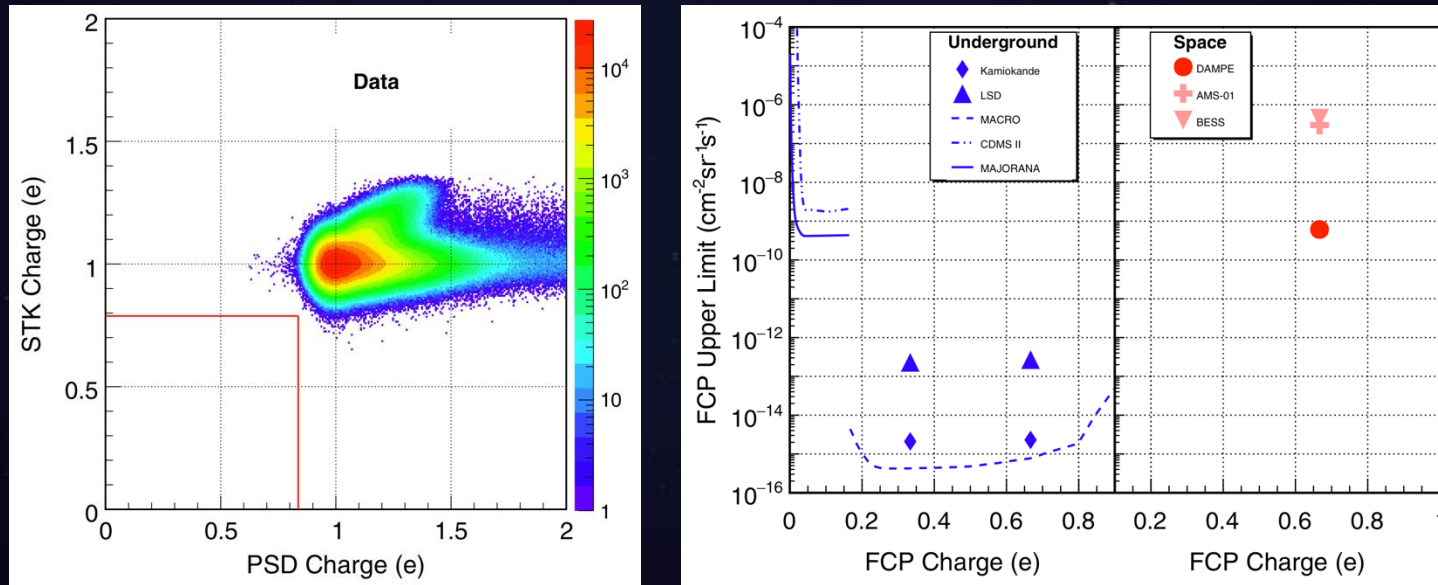 Data
STK Charge (e)
2
1.5
1
0.5
0
0 0.5 1 1.5 2
PSD Charge (e)
10⁴
10³
10²
10
1
FCP Upper Limit (cm⁻²sr⁻¹s⁻¹)
10⁻⁴
10⁻⁶
10⁻⁸
10⁻¹⁰
10⁻¹²
10⁻¹⁴
10⁻¹⁶
Underground
Kamiokande
LSD
MACRO
CDMS II
MAJORANA
0 0.2 0.4 0.6 0.8
FCP Charge (e)
Space
DAMPE
AMS-01
BESS
0.2 0.4 0.6 0.8
FCP Charge (e)